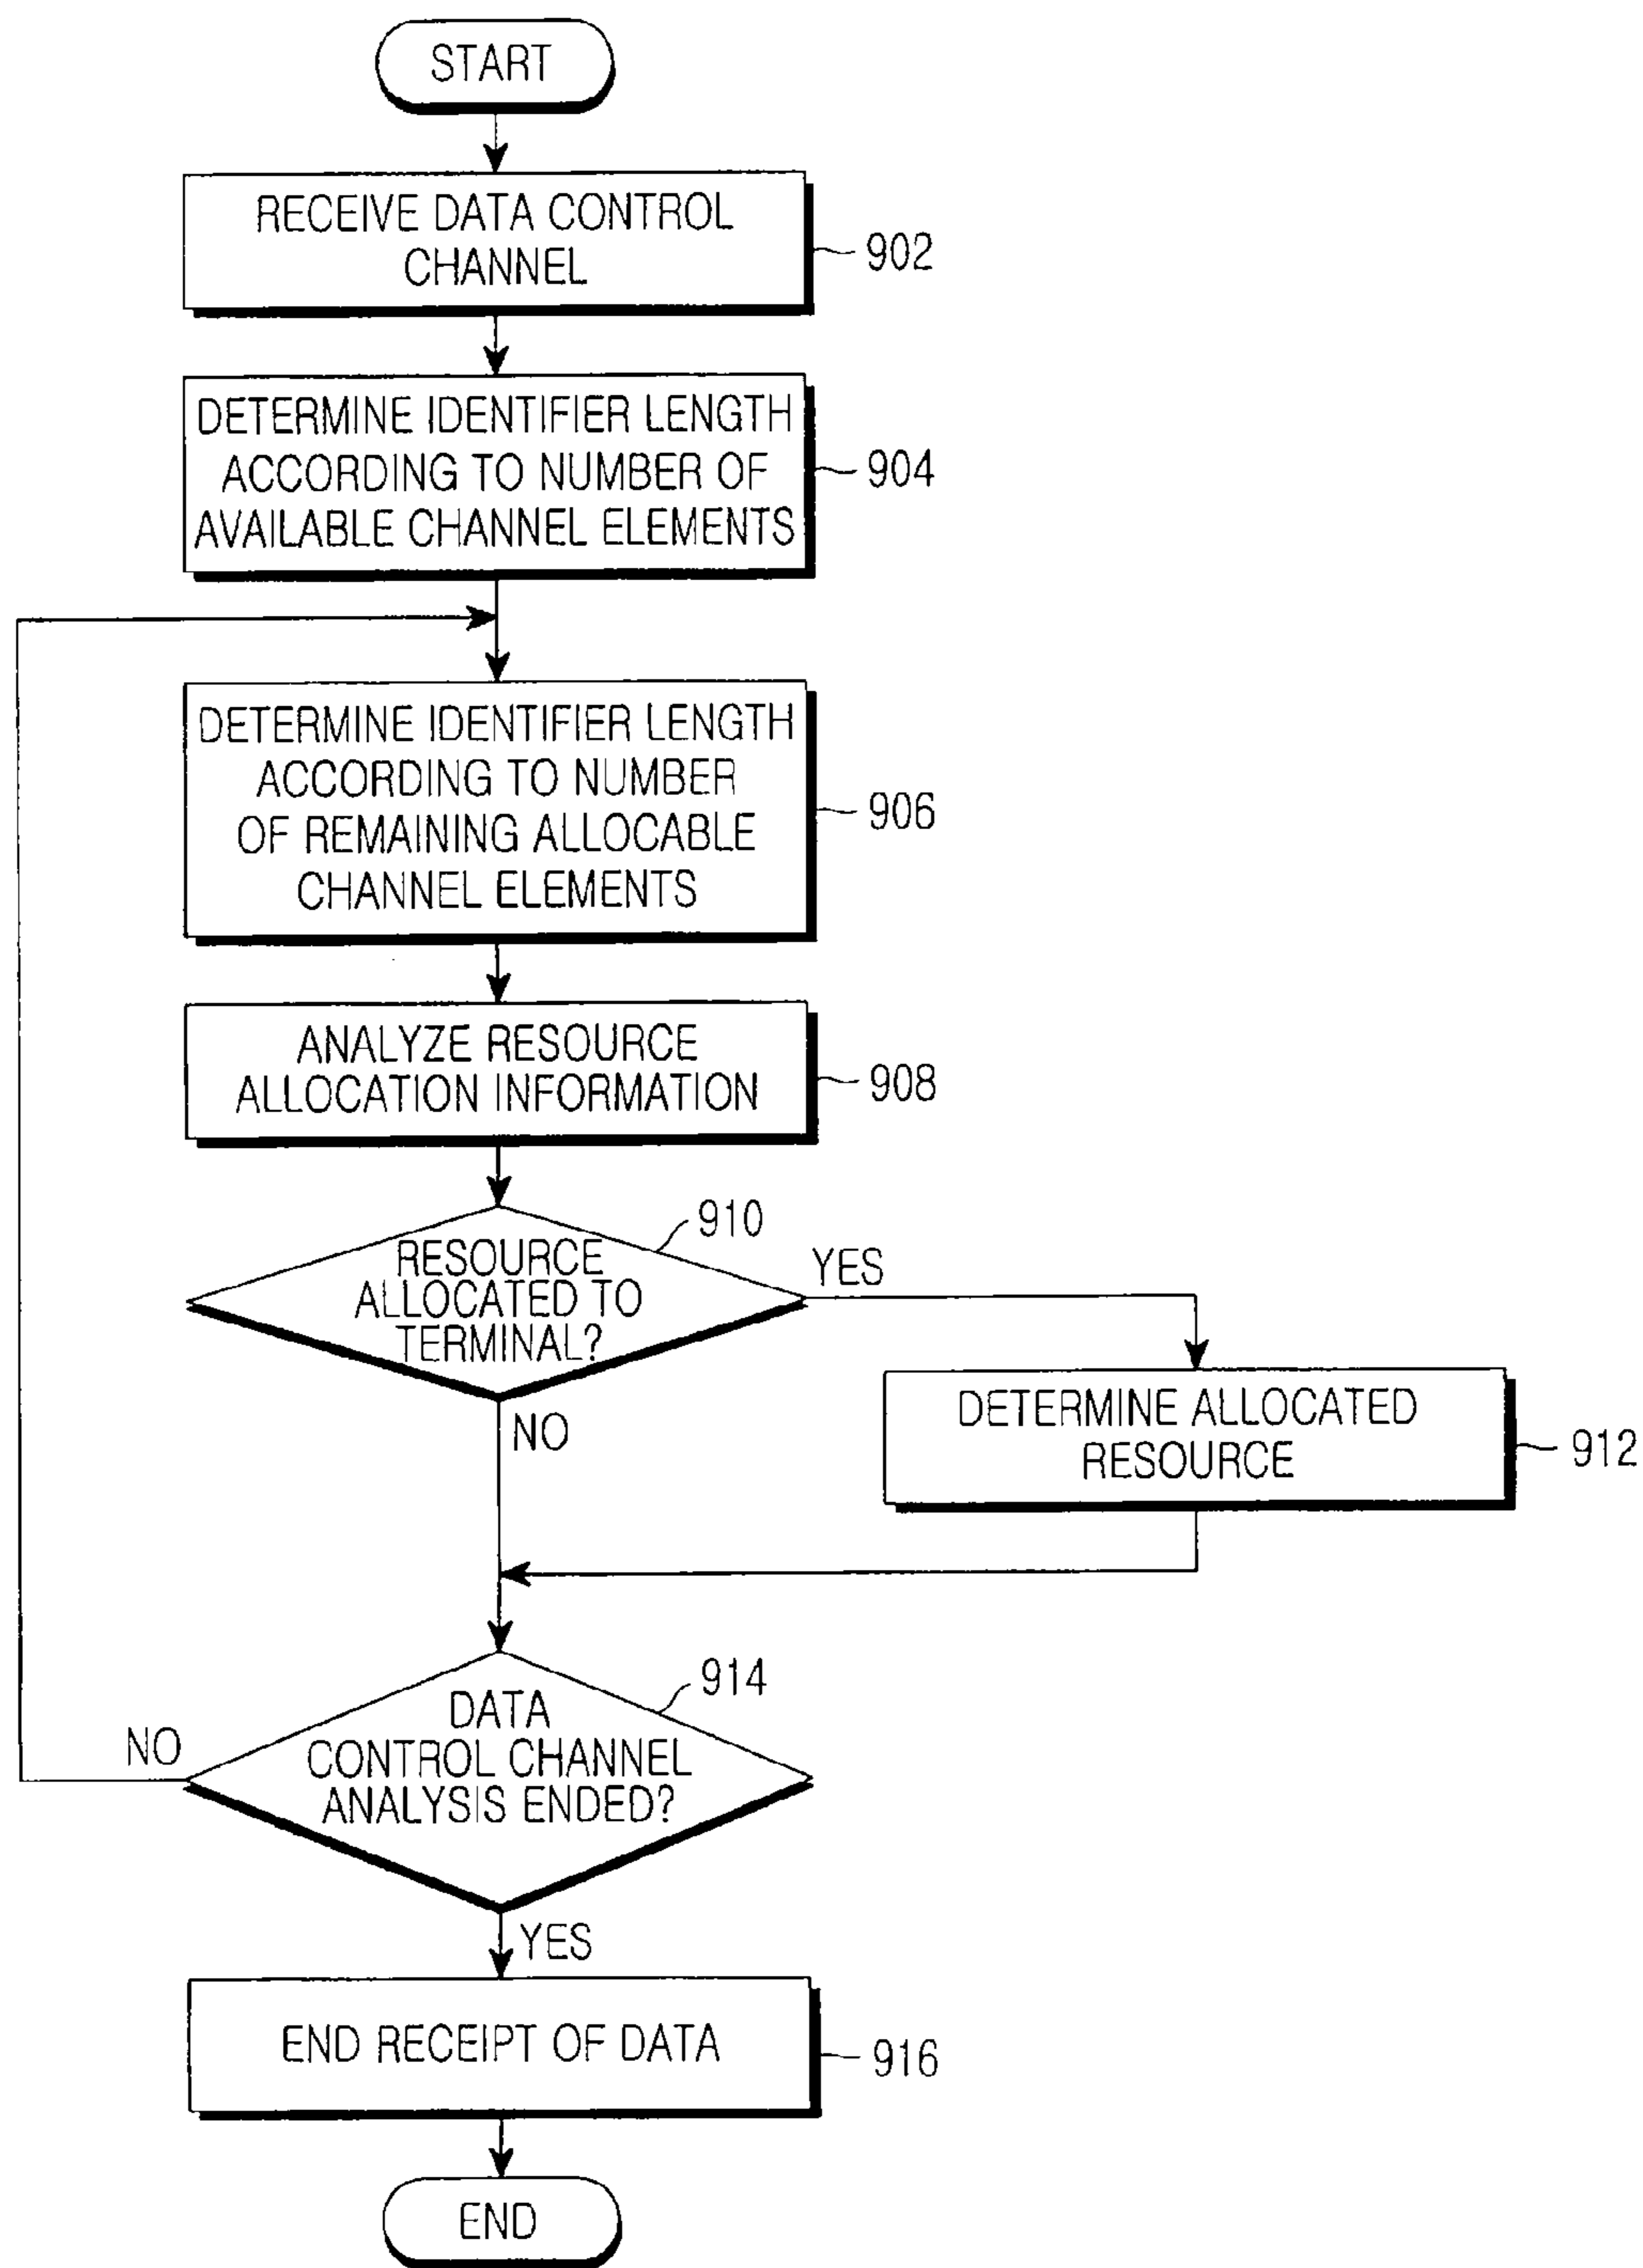 START
RECEIVE DATA CONTROL
CHANNEL
902
DETERMINE IDENTIFIER LENGTH
ACCORDING TO NUMBER OF
AVAILABLE CHANNEL ELEMENTS
904
DETERMINE IDENTIFIER LENGTH
ACCORDING TO NUMBER
OF REMAINING ALLOCABLE
CHANNEL ELEMENTS
906
ANALYZE RESOURCE
ALLOCATION INFORMATION
908
910
RESOURCE
ALLOCATED TO
TERMINAL?
YES
NO
DETERMINE ALLOCATED
RESOURCE
912
914
DATA
CONTROL CHANNEL
ANALYSIS ENDED?
NO
YES
END RECEIPT OF DATA
916
END